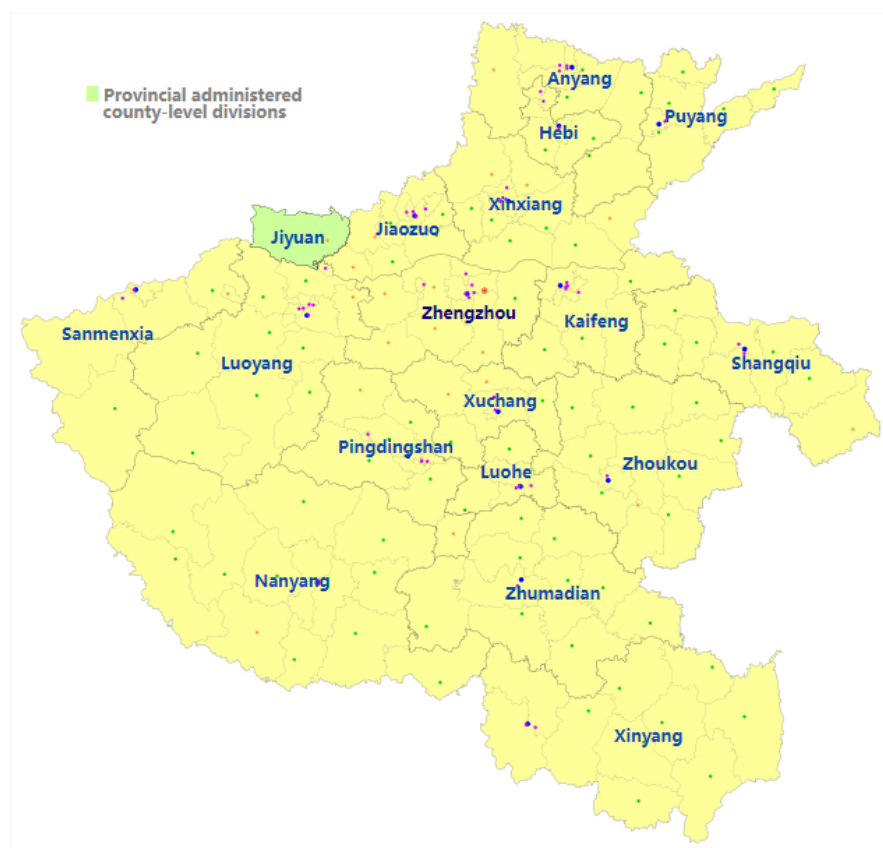 Anyang
Provincial administered
county-level divisions
Puyang
Hebi
Xinxiang
Jiaozuo
Jiyuan
Zhengzhou
Kaifeng
Sanmenxia
Luoyang
Shangqiu
Xuchang
Pingdingshan
Luohe
Zhoukou
Nanyang
Zhumadian
Xinyang